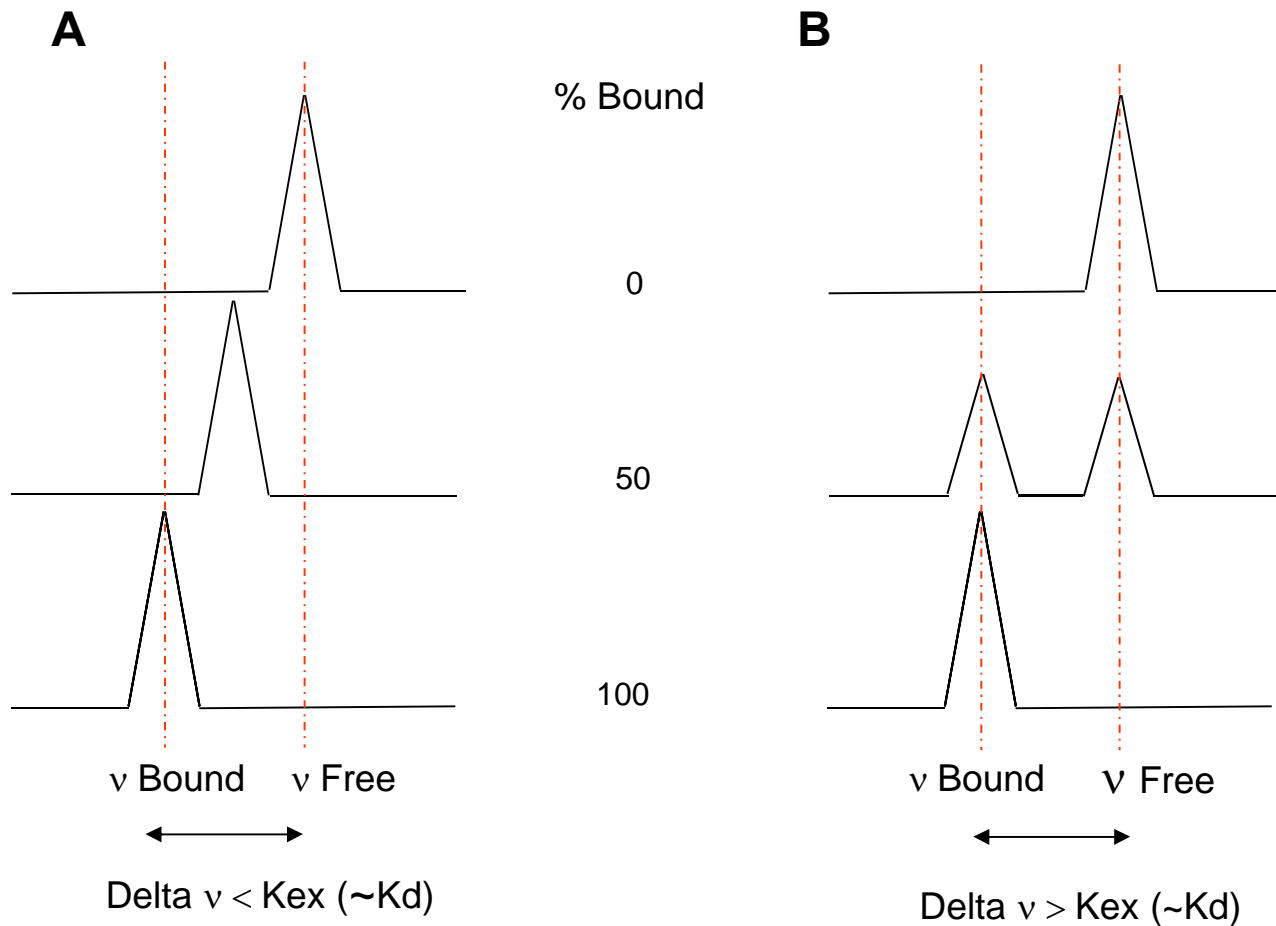 A
B
% Bound
0
50
100
ν Bound
ν Free
ν Bound
ν Free
Delta ν < Kex (~Kd)
Delta ν > Kex (~Kd)